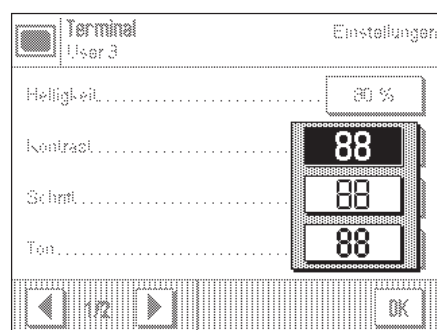 Terminal Einstellungen
User 3
Helligkeit 80 %
Kontrast 88
Schrift 88
Ton 88
1/2 OK